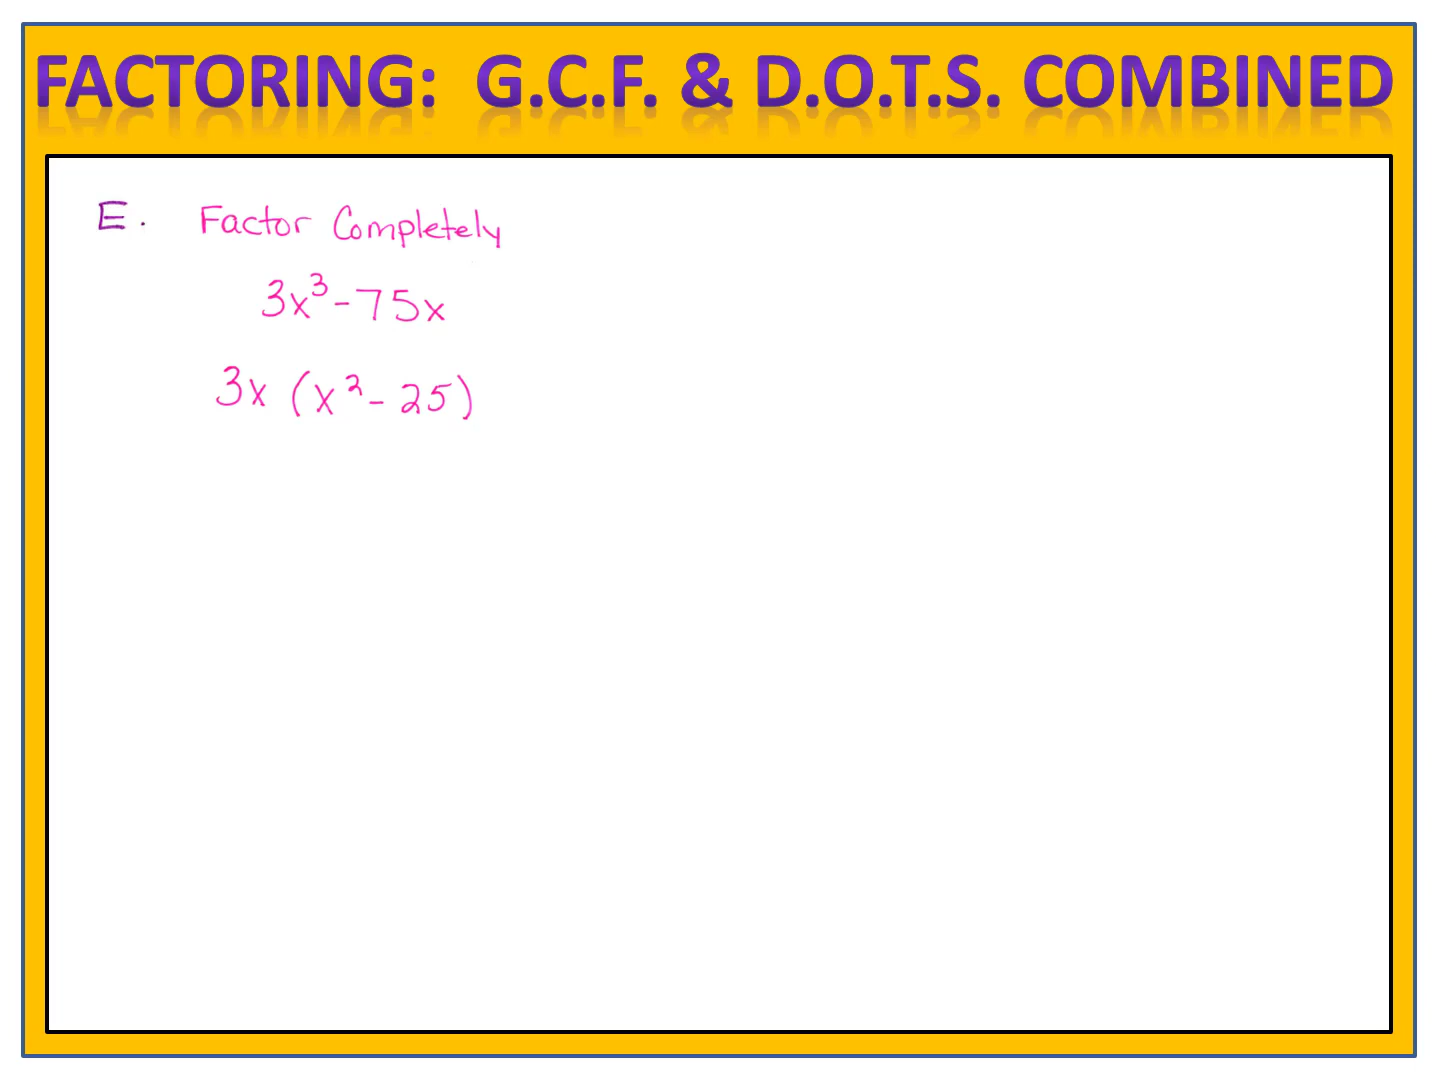 FACTORING: G.C.F. & D.O.T.S. COMBINED
E. Factor Completely
3x³-75x
3x (x²-25)